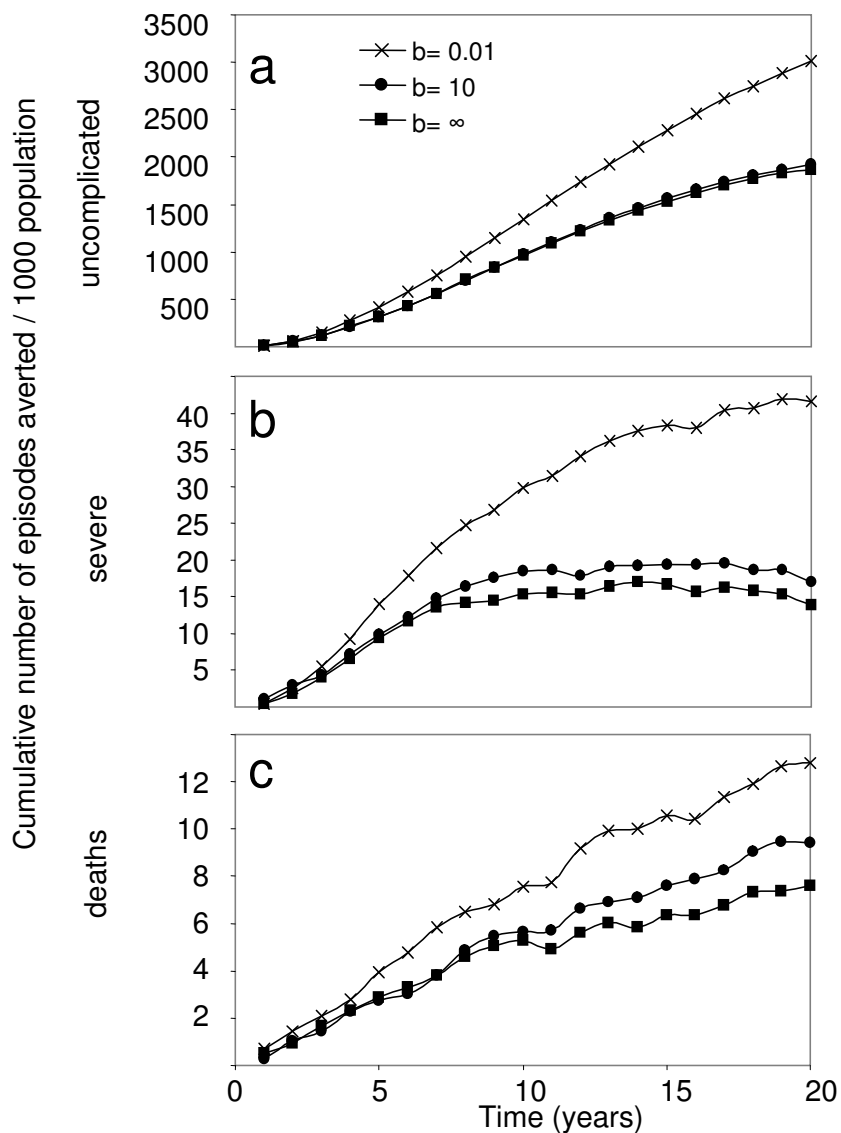 Cumulative number of episodes averted / 1000 population
uncomplicated
3500
3000
2500
2000
1500
1000
500
a
b= 0.01
b= 10
b= ∞
severe
40
35
30
25
20
15
10
5
b
deaths
12
10
8
6
4
2
c
0 5 10 15 20
Time (years)